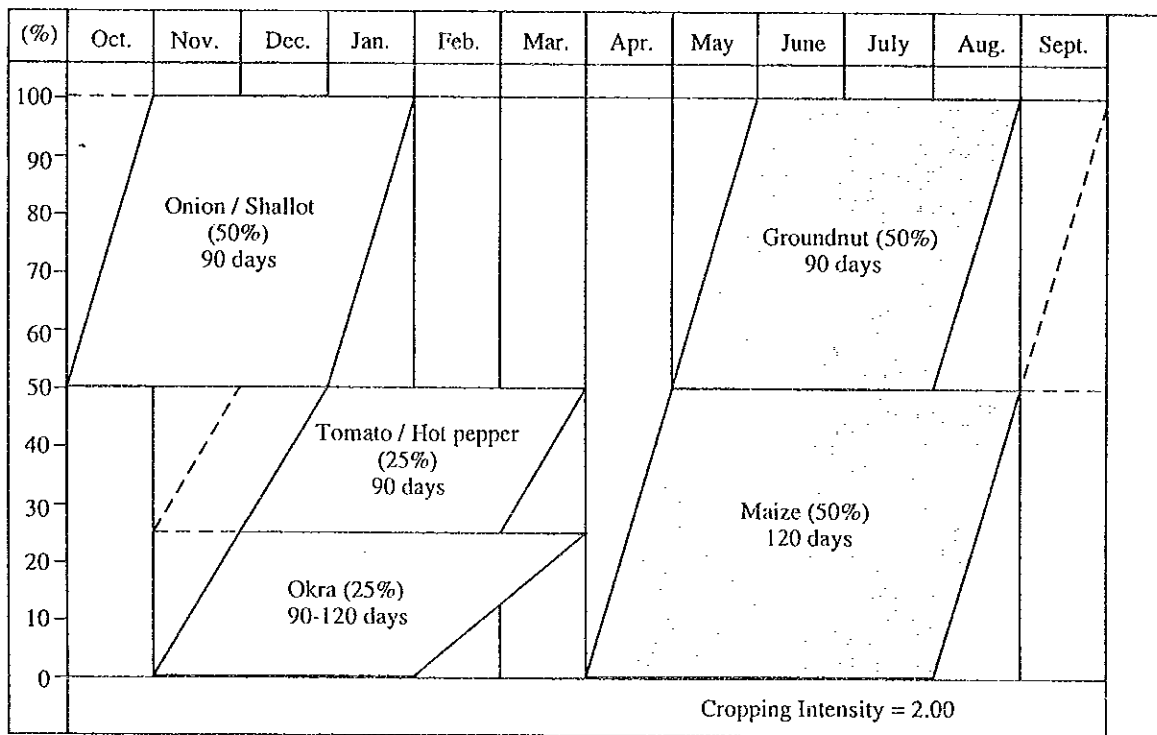 (%) Oct. Nov. Dec. Jan. Feb. Mar. Apr. May June July Aug. Sept.
100
90
80
70
60
50
40
30
20
10
0
Onion / Shallot
(50%)
90 days
Groundnut (50%)
90 days
Tomato / Hot pepper
(25%)
90 days
Maize (50%)
120 days
Okra (25%)
90-120 days
Cropping Intensity = 2.00